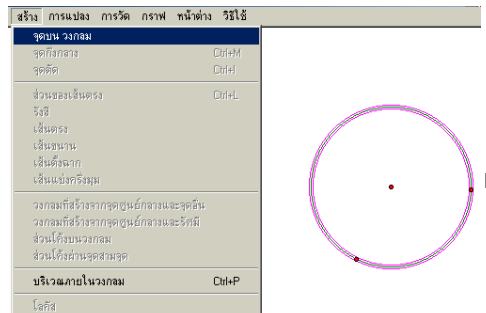 สร้าง การแปลง การวัด กราฟ หน้าต่าง วิธีใช้
จุดบน วงกลม
จุดกึ่งกลาง Ctrl+M
จุดตัด Ctrl+I
ส่วนของเส้นตรง Ctrl+L
รังสี
เส้นตรง
เส้นขนาน
เส้นตั้งฉาก
เส้นแบ่งครึ่งมุม
วงกลมที่สร้างจากจุดศูนย์กลางและจุดอื่น
วงกลมที่สร้างจากจุดศูนย์กลางและรัศมี
ส่วนโค้งบนวงกลม
ส่วนโค้งผ่านจุดสามจุด
บริเวณภายในวงกลม Ctrl+P
โลคัส